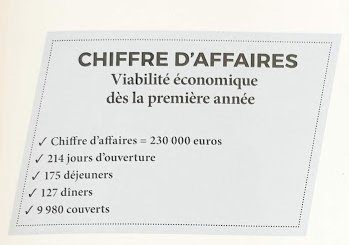 CHIFFRE D'AFFAIRES
Viabilité économique
dès la première année
✓ Chiffre d'affaires = 230 000 euros
✓ 214 jours d'ouverture
✓ 175 déjeuners
✓ 127 dîners
✓ 9 980 couverts